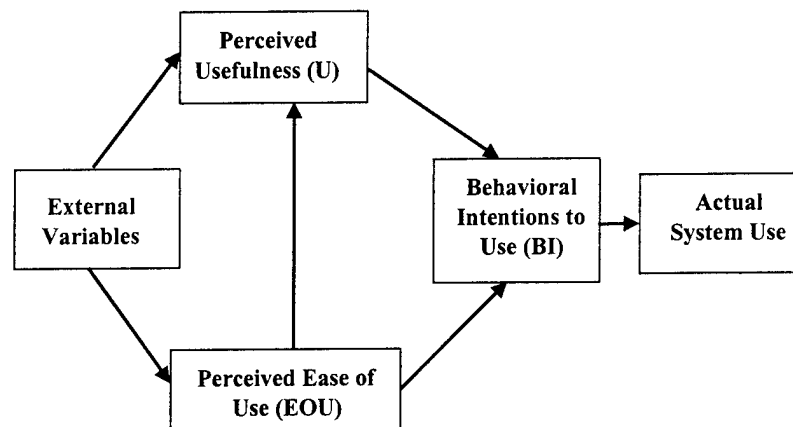 Perceived
Usefulness (U)
External
Variables
Behavioral
Intentions to
Use (BI)
Actual
System Use
Perceived Ease of
Use (EOU)